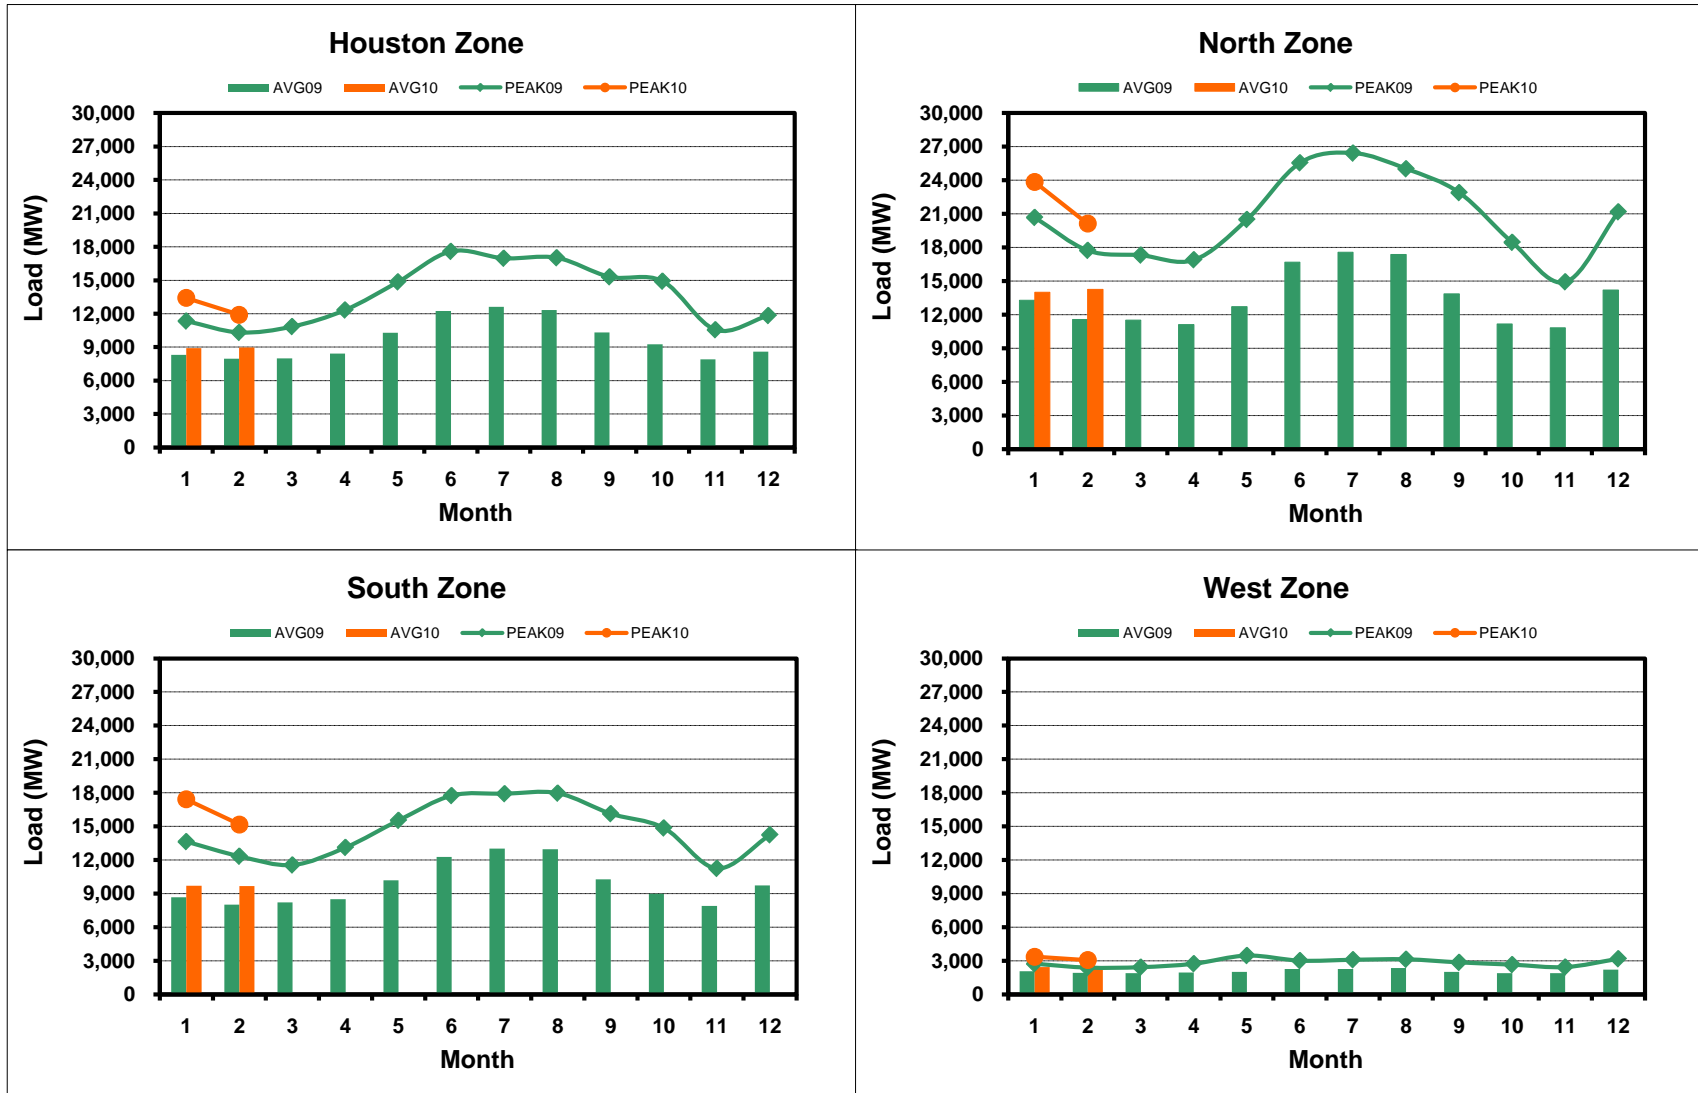 Houston Zone
AVG09 AVG10 PEAK09 PEAK10
30,000
27,000
24,000
21,000
18,000
15,000
12,000
9,000
6,000
3,000
0
Load (MW)
1 2 3 4 5 6 7 8 9 10 11 12
Month
North Zone
AVG09 AVG10 PEAK09 PEAK10
30,000
27,000
24,000
21,000
18,000
15,000
12,000
9,000
6,000
3,000
0
Load (MW)
1 2 3 4 5 6 7 8 9 10 11 12
Month
South Zone
AVG09 AVG10 PEAK09 PEAK10
30,000
27,000
24,000
21,000
18,000
15,000
12,000
9,000
6,000
3,000
0
Load (MW)
1 2 3 4 5 6 7 8 9 10 11 12
Month
West Zone
AVG09 AVG10 PEAK09 PEAK10
30,000
27,000
24,000
21,000
18,000
15,000
12,000
9,000
6,000
3,000
0
Load (MW)
1 2 3 4 5 6 7 8 9 10 11 12
Month